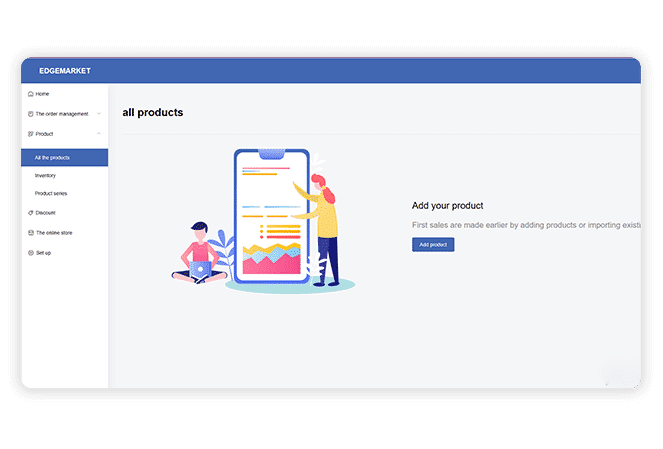 EDGEMARKET
Home
The order management
Product
All the products
Inventory
Product series
Discount
The online store
Set up
all products
Add your product
First sales are made earlier by adding products or importing existi
Add product